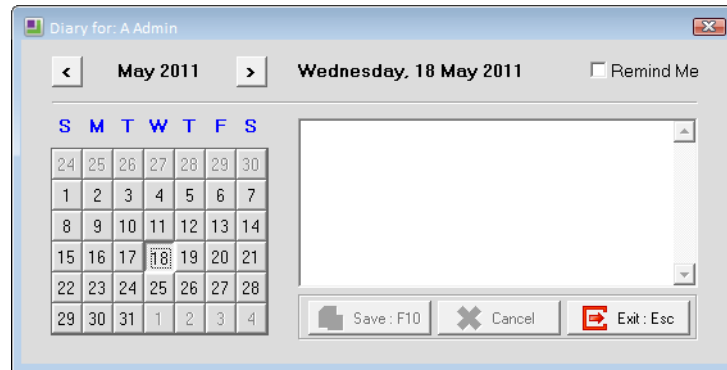 Diary for: A Admin
< May 2011 > Wednesday, 18 May 2011 Remind Me
S M T W T F S
24 25 26 27 28 29 30
1 2 3 4 5 6 7
8 9 10 11 12 13 14
15 16 17 18 19 20 21
22 23 24 25 26 27 28
29 30 31 1 2 3 4
Save : F10 Cancel Exit : Esc